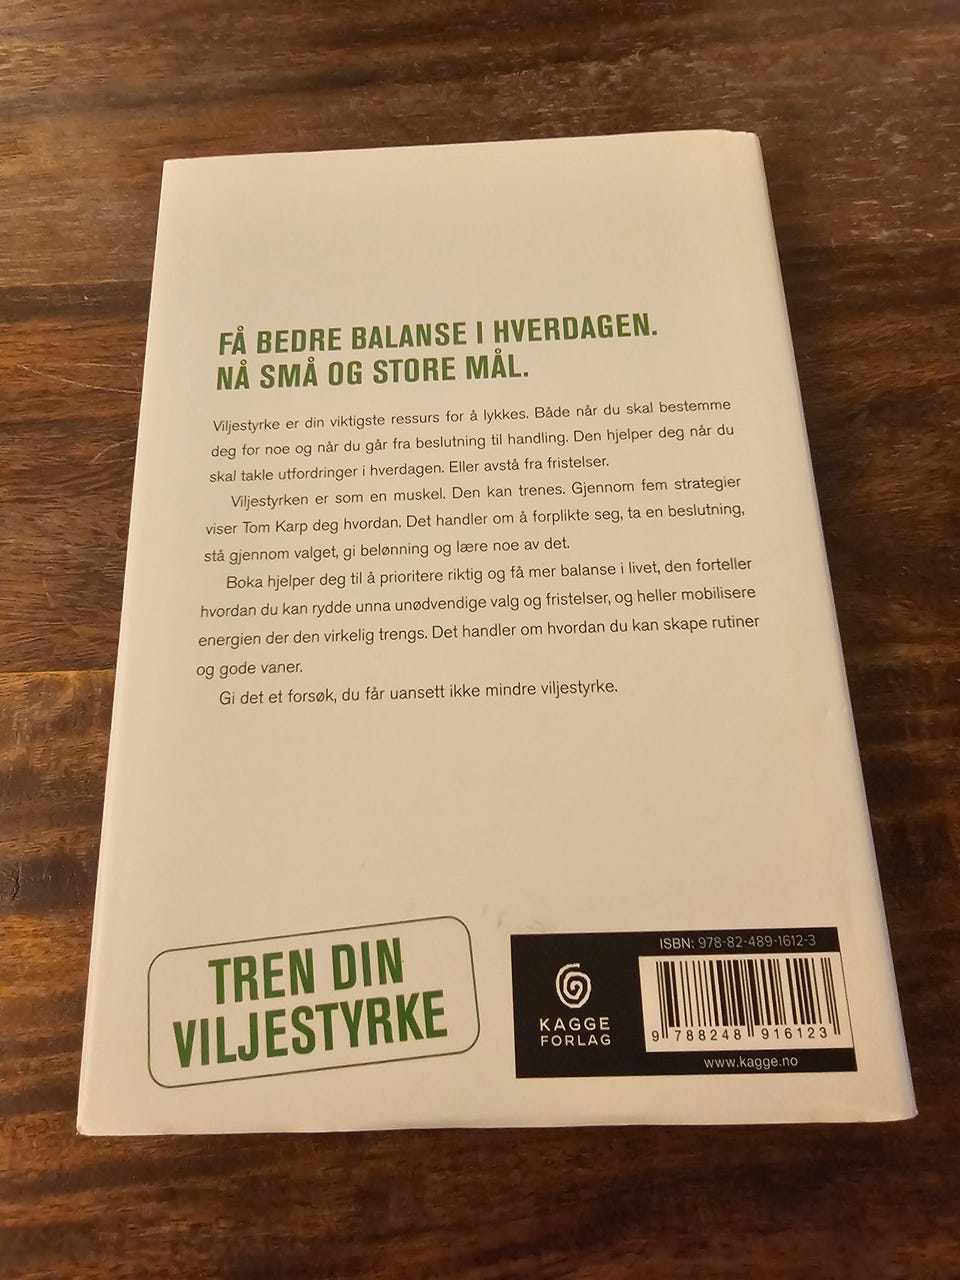 FÅ BEDRE BALANSE I HVERDAGEN.
NÅ SMÅ OG STORE MÅL.
Viljestyrke er din viktigste ressurs for å lykkes. Både når du skal bestemme
deg for noe og når du går fra beslutning til handling. Den hjelper deg når du
skal takle utfordringer i hverdagen. Eller avstå fra fristelser.
Viljestyrken er som en muskel. Den kan trenes. Gjennom fem strategier
viser Tom Karp deg hvordan. Det handler om å forplikte seg, ta en beslutning,
stå gjennom valget, gi belønning og lære noe av det.
Boka hjelper deg til å prioritere riktig og få mer balanse i livet, den forteller
hvordan du kan rydde unna unødvendige valg og fristelser, og heller mobilisere
energien der den virkelig trengs. Det handler om hvordan du kan skape rutiner
og gode vaner.
Gi det et forsøk, du får uansett ikke mindre viljestyrke.
TREN DIN
VILJESTYRKE
KAGGE
FORLAG
ISBN: 978-82-489-1612-3
9 788248 916123
www.kagge.no